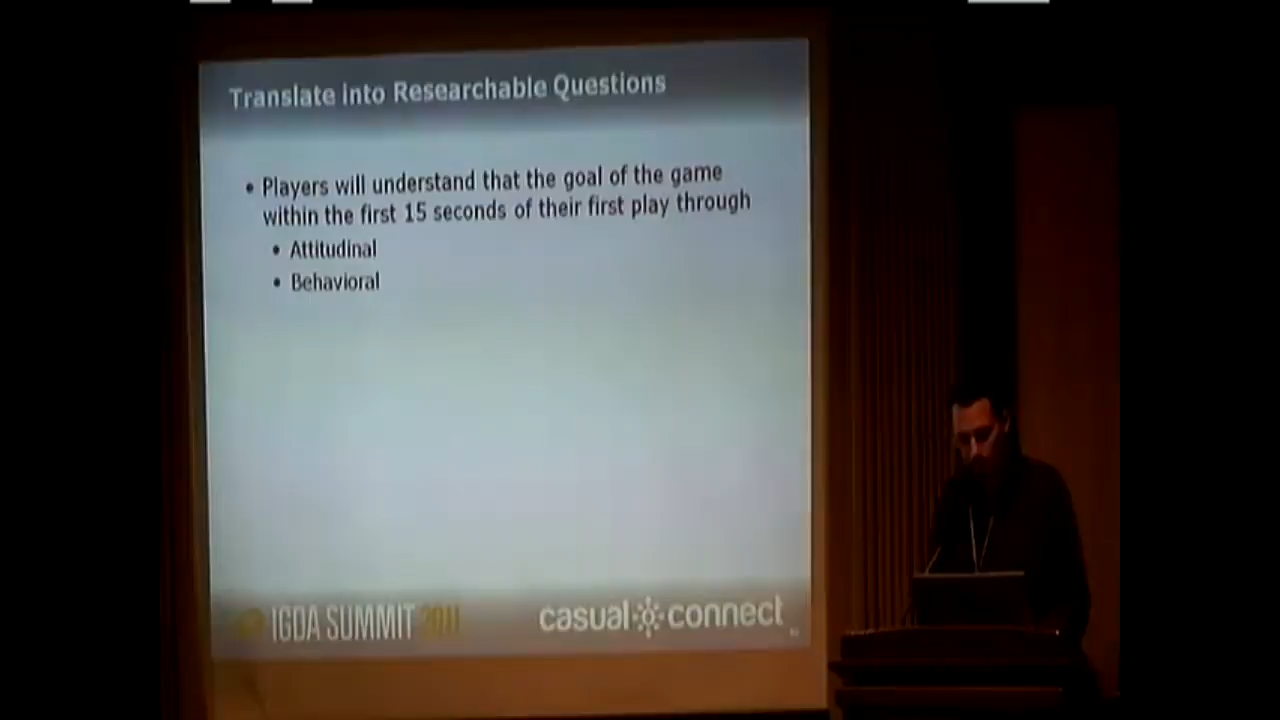 Translate into Researchable Questions
• Players will understand that the goal of the game
within the first 15 seconds of their first play through
• Attitudinal
• Behavioral
IGDA SUMMIT 2011
casual connect